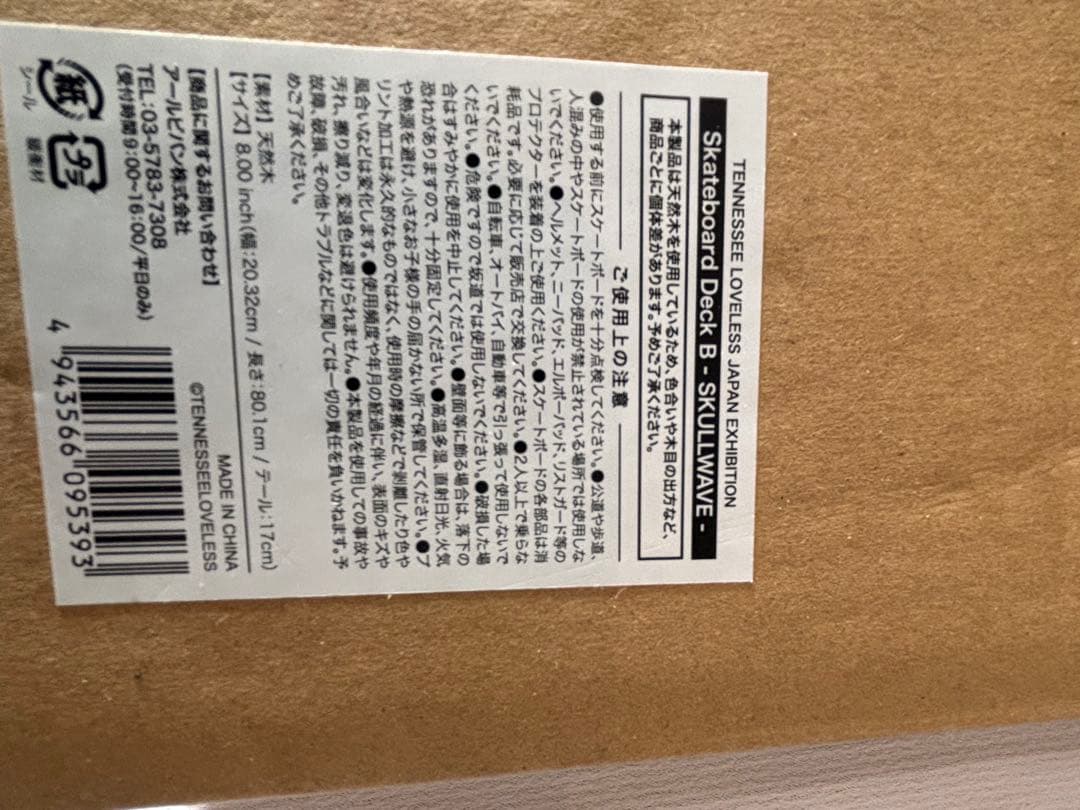 TENNESSEE LOVELESS JAPAN EXHIBITION
Skateboard Deck B - SKULLWAVE -
本製品は天然木を使用しているため、色合いや木目の出方など、
商品ごとに個体差があります。予めご了承ください。
ご使用上の注意
●使用する前にスケートボードを十分点検してください。●公道や歩道、
人混みの中やスケートボードの使用が禁止されている場所では使用しな
いでください。●ヘルメット、ニーパッド、エルボーパッド、リストガード等の
プロテクターを装着の上ご使用ください。●スケートボードの各部品は消
耗品です。必要に応じて販売店で交換してください。●2人以上で乗らな
いでください。●自転車、オートバイ、自動車等で引っ張って使用しないで
ください。●危険ですので坂道では使用しないでください。●破損した場
合はすみやかに使用を中止してください。●壁面等に飾る場合は、落下の
恐れがありますので、十分固定してください。●高温多湿、直射日光、火気
や熱源を避け、小さなお子様の手の届かない所で保管してください。●プ
リント加工は永久的なものではなく、使用時の摩擦などで剥離したり色や
風合いなどは変化します。●使用頻度や年月の経過に伴い、表面のキズや
汚れ、擦り減り、変退色は避けられません。●本製品を使用しての事故や
故障、破損、その他トラブルなどに関しては一切の責任を負いかねます。予
めご了承ください。
【素材】天然木
【サイズ】8.00 inch(幅:20.32cm / 長さ:80.1cm / テール:17cm)
MADE IN CHINA
©TENNESSEELOVELESS
【商品に関するお問い合わせ】
アールビバン株式会社
TEL:03-5783-7308
(受付時間9:00~16:00/平日のみ)
紙
シール
プラ
緩衝材
4 943566 095393